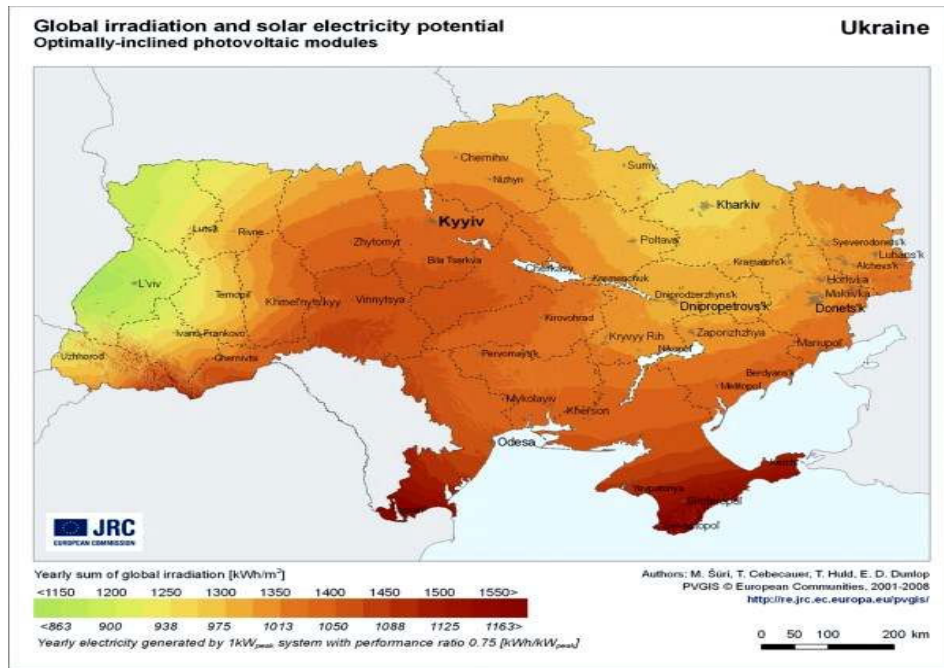 Global irradiation and solar electricity potential
Optimally-inclined photovoltaic modules
Ukraine
Chernihiv
Nizhyn
Sumy
Kharkiv
Luts'k
Rivne
Kyyiv
Zhytomyr
Poltava
Syeverodonets'k
Luhans'k
Bila Tserkva
Cherkasy
Kramators'k
Alchevs'k
L'viv
Ternopil'
Khmel'nyts'kyy
Vinnytsya
Kremenchuk
Horlivka
Dniprodzerzhyns'k
Makiivka
Dnipropetrovs'k
Donets'k
Ivano-Frankovo
Kirovohrad
Kryvyy Rih
Zaporizhzhya
Uzhhorod
Chernivtsi
Nikopol'
Mariupol'
Pervomays'k
Berdyans'k
Melitopol'
Mykolayiv
Kherson
Odesa
Kerch
Yevpatoriya
Simferopol'
JRC
EUROPEAN COMMISSION
Yearly sum of global irradiation [kWh/m²]
<1150 1200 1250 1300 1350 1400 1450 1500 1550>
<863 900 938 975 1013 1050 1088 1125 1163>
Yearly electricity generated by 1kWpeak system with performance ratio 0.75 [kWh/kWpeak]
Authors: M. Šúri, T. Cebecauer, T. Huld, E. D. Dunlop
PVGIS © European Communities, 2001-2008
http://re.jrc.ec.europa.eu/pvgis/
0 50 100 200 km